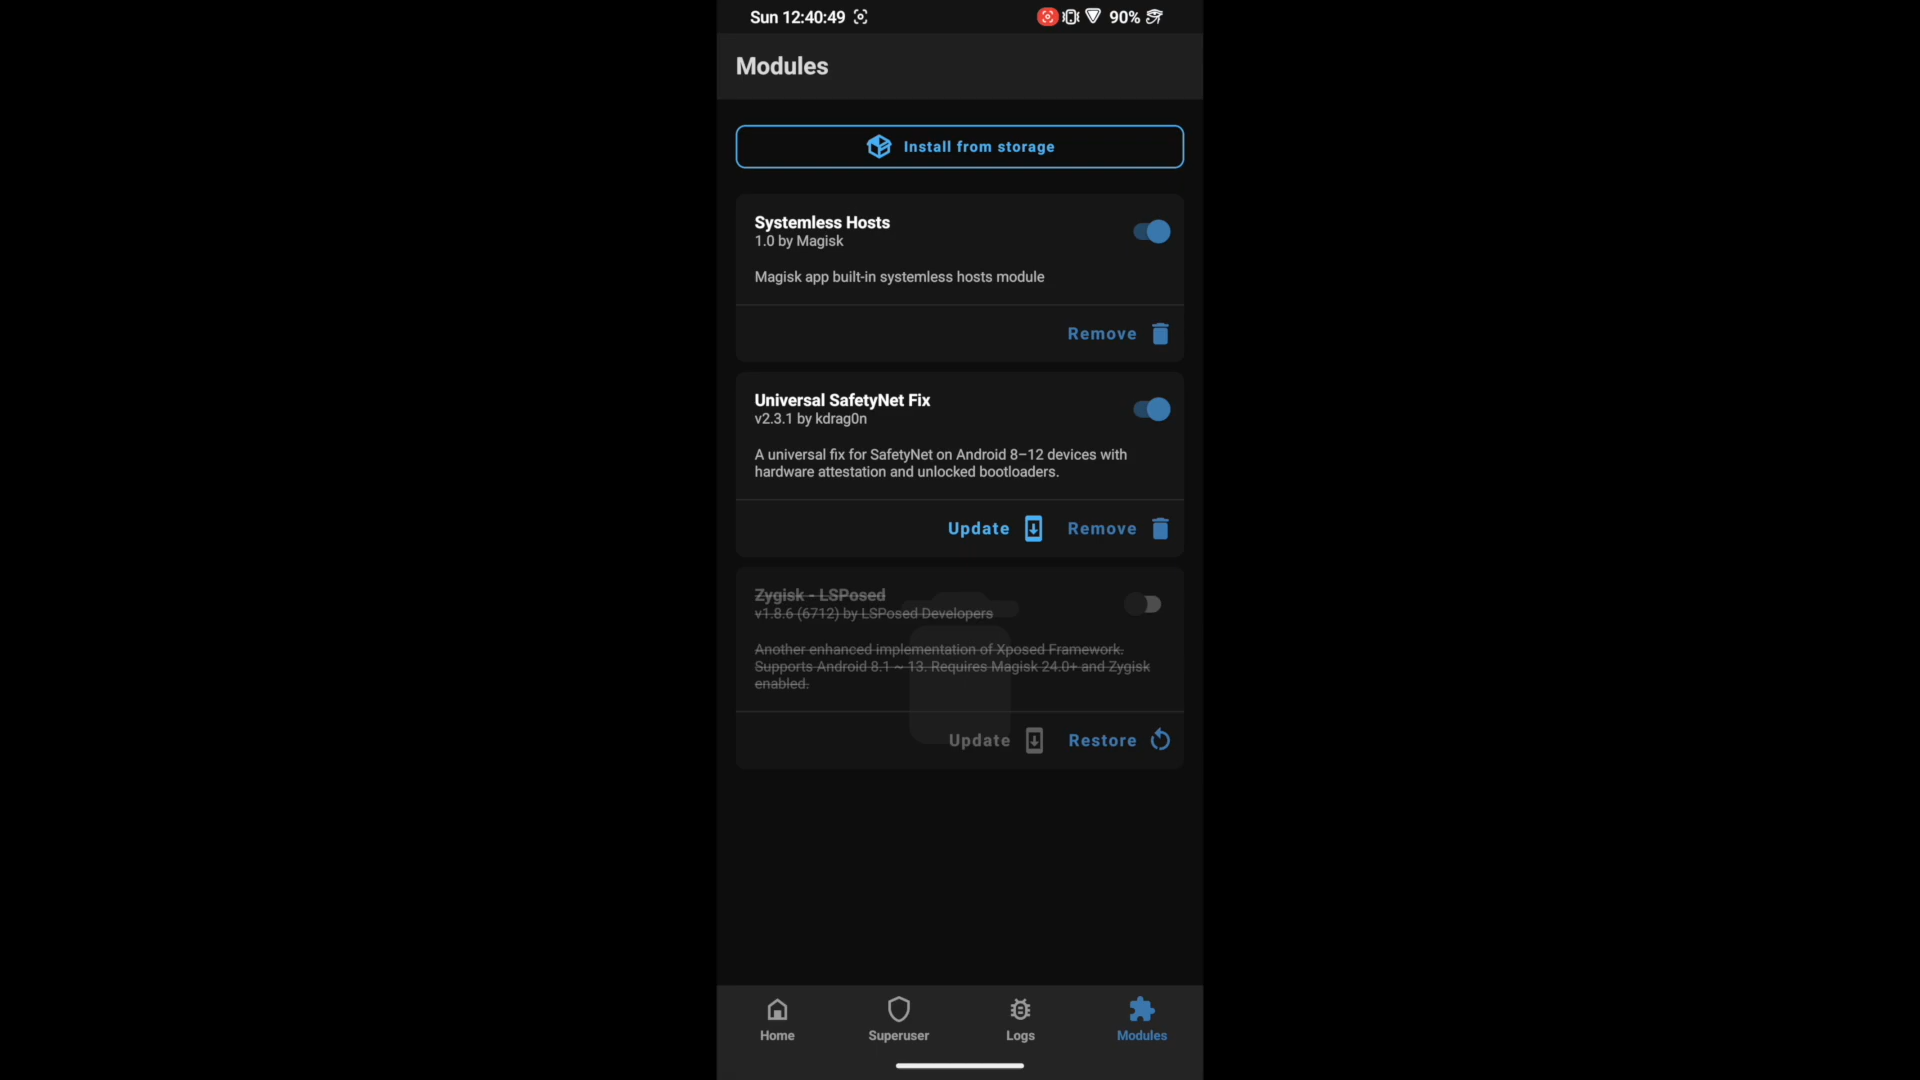 Sun 12:40:49
90%
Modules
Install from storage
Systemless Hosts
1.0 by Magisk
Magisk app built-in systemless hosts module
Remove
Universal SafetyNet Fix
v2.3.1 by kdrag0n
A universal fix for SafetyNet on Android 8–12 devices with
hardware attestation and unlocked bootloaders.
Update
Remove
Zygisk - LSPosed
v1.8.6 (6712) by LSPosed Developers
Another enhanced implementation of Xposed Framework.
Supports Android 8.1 ~ 13. Requires Magisk 24.0+ and Zygisk
enabled.
Update
Restore
Home
Superuser
Logs
Modules